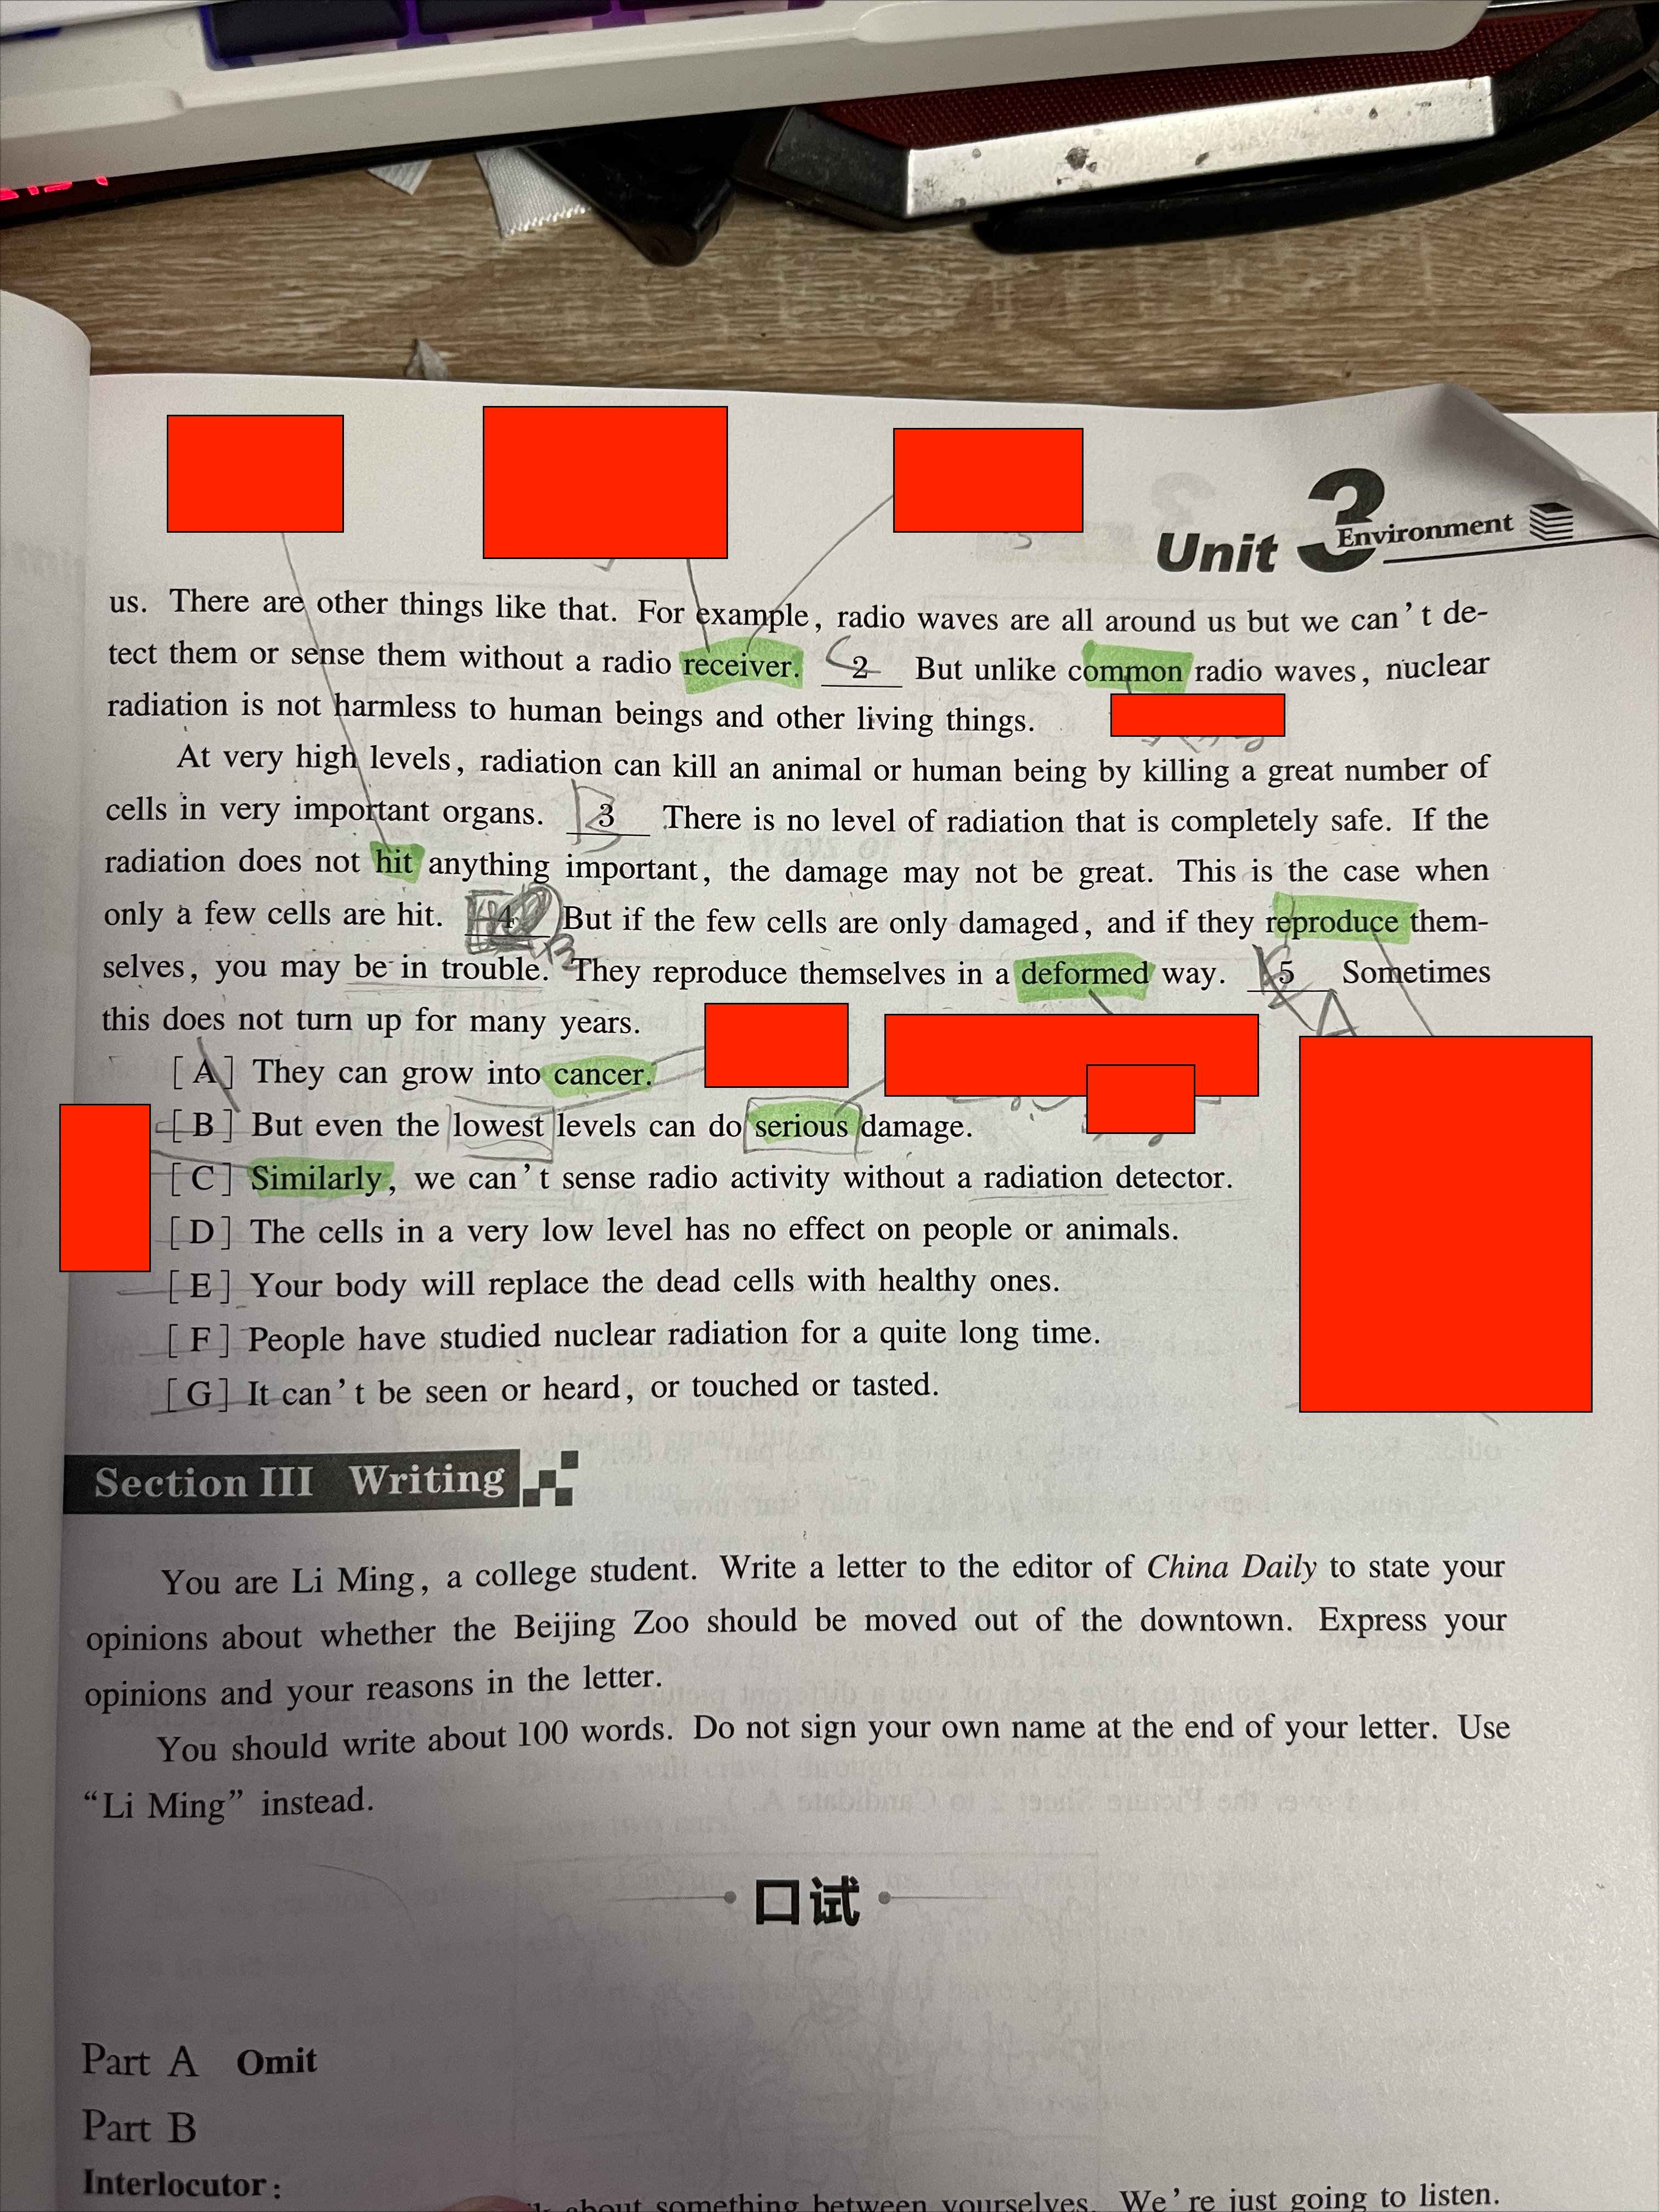 Unit 3 Environment
us. There are other things like that. For example, radio waves are all around us but we can't de-
tect them or sense them without a radio receiver. C 2 But unlike common radio waves, nuclear
radiation is not harmless to human beings and other living things.
At very high levels, radiation can kill an animal or human being by killing a great number of
cells in very important organs. B 3 There is no level of radiation that is completely safe. If the
radiation does not hit anything important, the damage may not be great. This is the case when
only a few cells are hit. 4 But if the few cells are only damaged, and if they reproduce them-
selves, you may be in trouble. They reproduce themselves in a deformed way. 5 Sometimes
this does not turn up for many years. A
[A] They can grow into cancer.
[B] But even the lowest levels can do serious damage.
[C] Similarly, we can't sense radio activity without a radiation detector.
[D] The cells in a very low level has no effect on people or animals.
[E] Your body will replace the dead cells with healthy ones.
[F] People have studied nuclear radiation for a quite long time.
[G] It can't be seen or heard, or touched or tasted.
Section III Writing
You are Li Ming, a college student. Write a letter to the editor of China Daily to state your
opinions about whether the Beijing Zoo should be moved out of the downtown. Express your
opinions and your reasons in the letter.
You should write about 100 words. Do not sign your own name at the end of your letter. Use
“Li Ming” instead.
口试
Part A Omit
Part B
Interlocutor:
about something between yourselves. We're just going to listen.